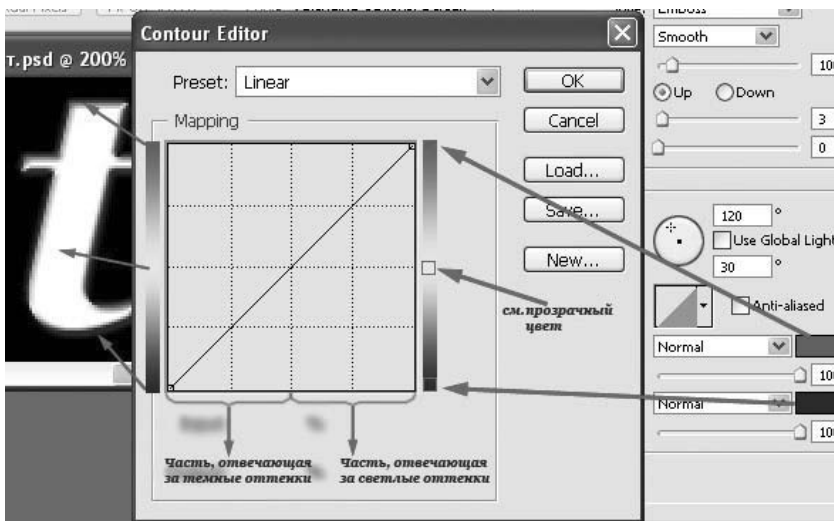 Emboss
Smooth
т.psd @ 200%
Contour Editor
Preset: Linear
OK
Mapping
Cancel
Load...
Save...
New...
Up
Down
3
0
120 °
Use Global Light
30 °
Anti-aliased
Normal
Normal
t
см. прозрачный
цвет
Часть, отвечающая
за темные оттенки
Часть, отвечающая
за светлые оттенки